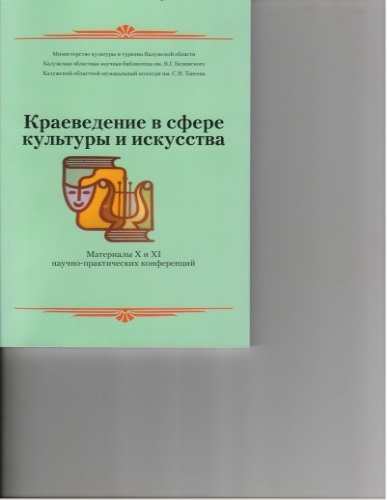 Министерство культуры и туризма Калужской области
Калужская областная научная библиотека им. В.Г. Белинского
Калужской областной музыкальный колледж им. С.И. Танеева
Краеведение в сфере
культуры и искусства
Материалы X и XI
научно-практических конференций